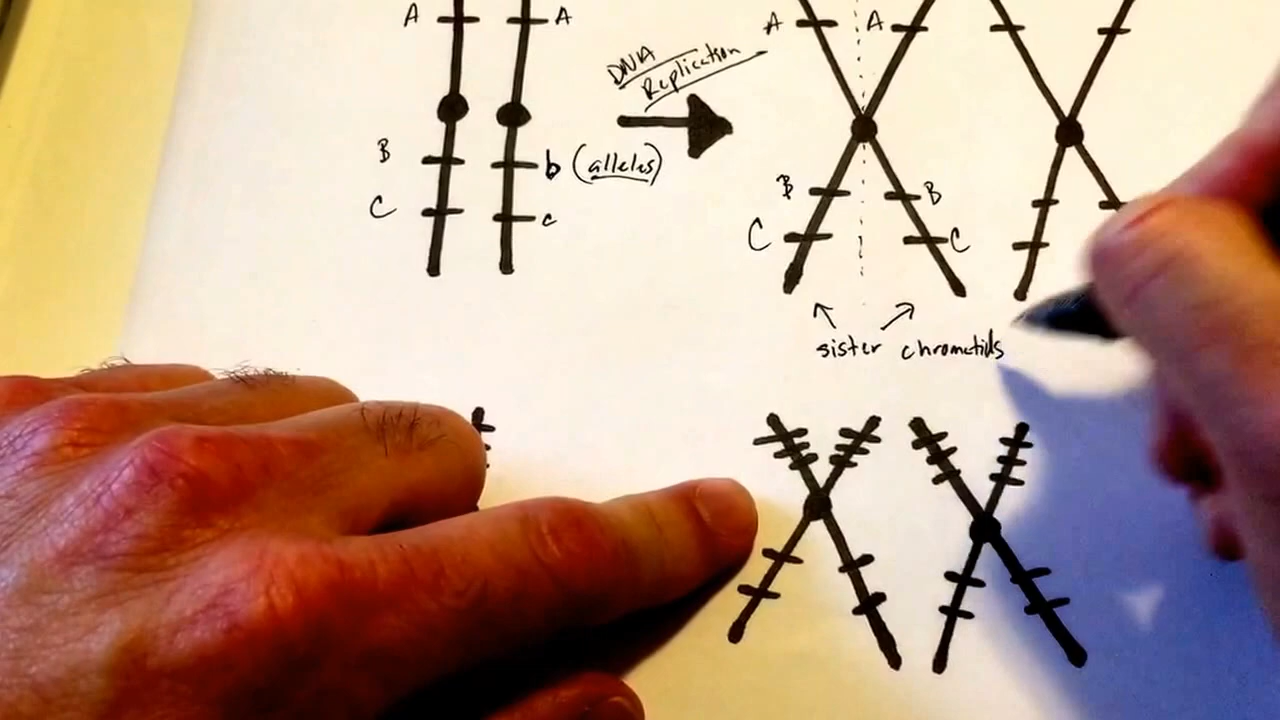 A A
B b (alleles)
C c
DNA
Replication
A A
B B
C C
sister chromatids